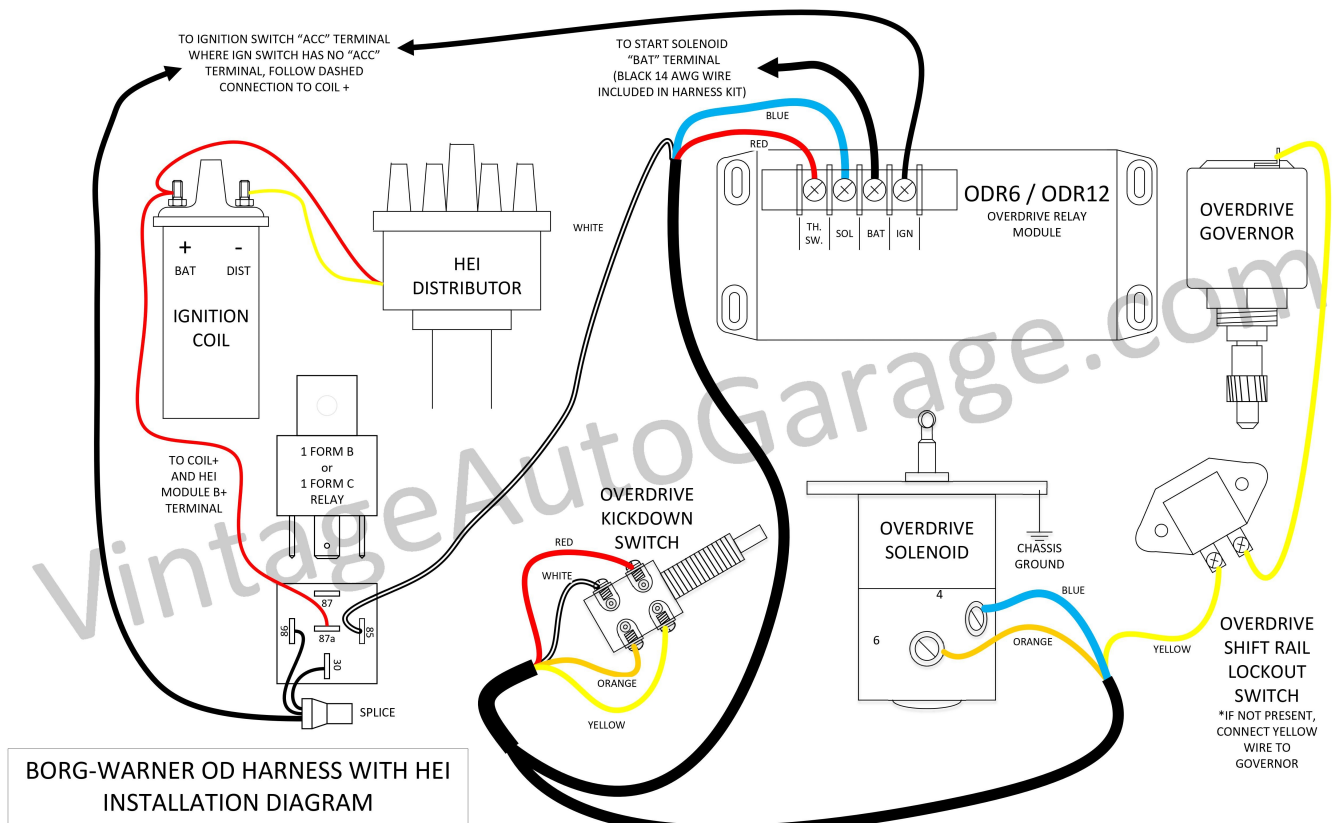 TO IGNITION SWITCH “ACC” TERMINAL
WHERE IGN SWITCH HAS NO “ACC”
TERMINAL, FOLLOW DASHED
CONNECTION TO COIL +
TO START SOLENOID
“BAT” TERMINAL
(BLACK 14 AWG WIRE
INCLUDED IN HARNESS KIT)
BLUE
RED
WHITE
ODR6 / ODR12
OVERDRIVE RELAY
MODULE
TH.
SW.
SOL
BAT
IGN
OVERDRIVE
GOVERNOR
+
-
BAT
DIST
IGNITION
COIL
HEI
DISTRIBUTOR
1 FORM B
or
1 FORM C
RELAY
TO COIL+
AND HEI
MODULE B+
TERMINAL
87
87a
86
85
30
SPLICE
OVERDRIVE
KICKDOWN
SWITCH
RED
WHITE
ORANGE
YELLOW
OVERDRIVE
SOLENOID
CHASSIS
GROUND
4
6
BLUE
ORANGE
YELLOW
OVERDRIVE
SHIFT RAIL
LOCKOUT
SWITCH
*IF NOT PRESENT,
CONNECT YELLOW
WIRE TO
GOVERNOR
BORG-WARNER OD HARNESS WITH HEI
INSTALLATION DIAGRAM
VintageAutoGarage.com